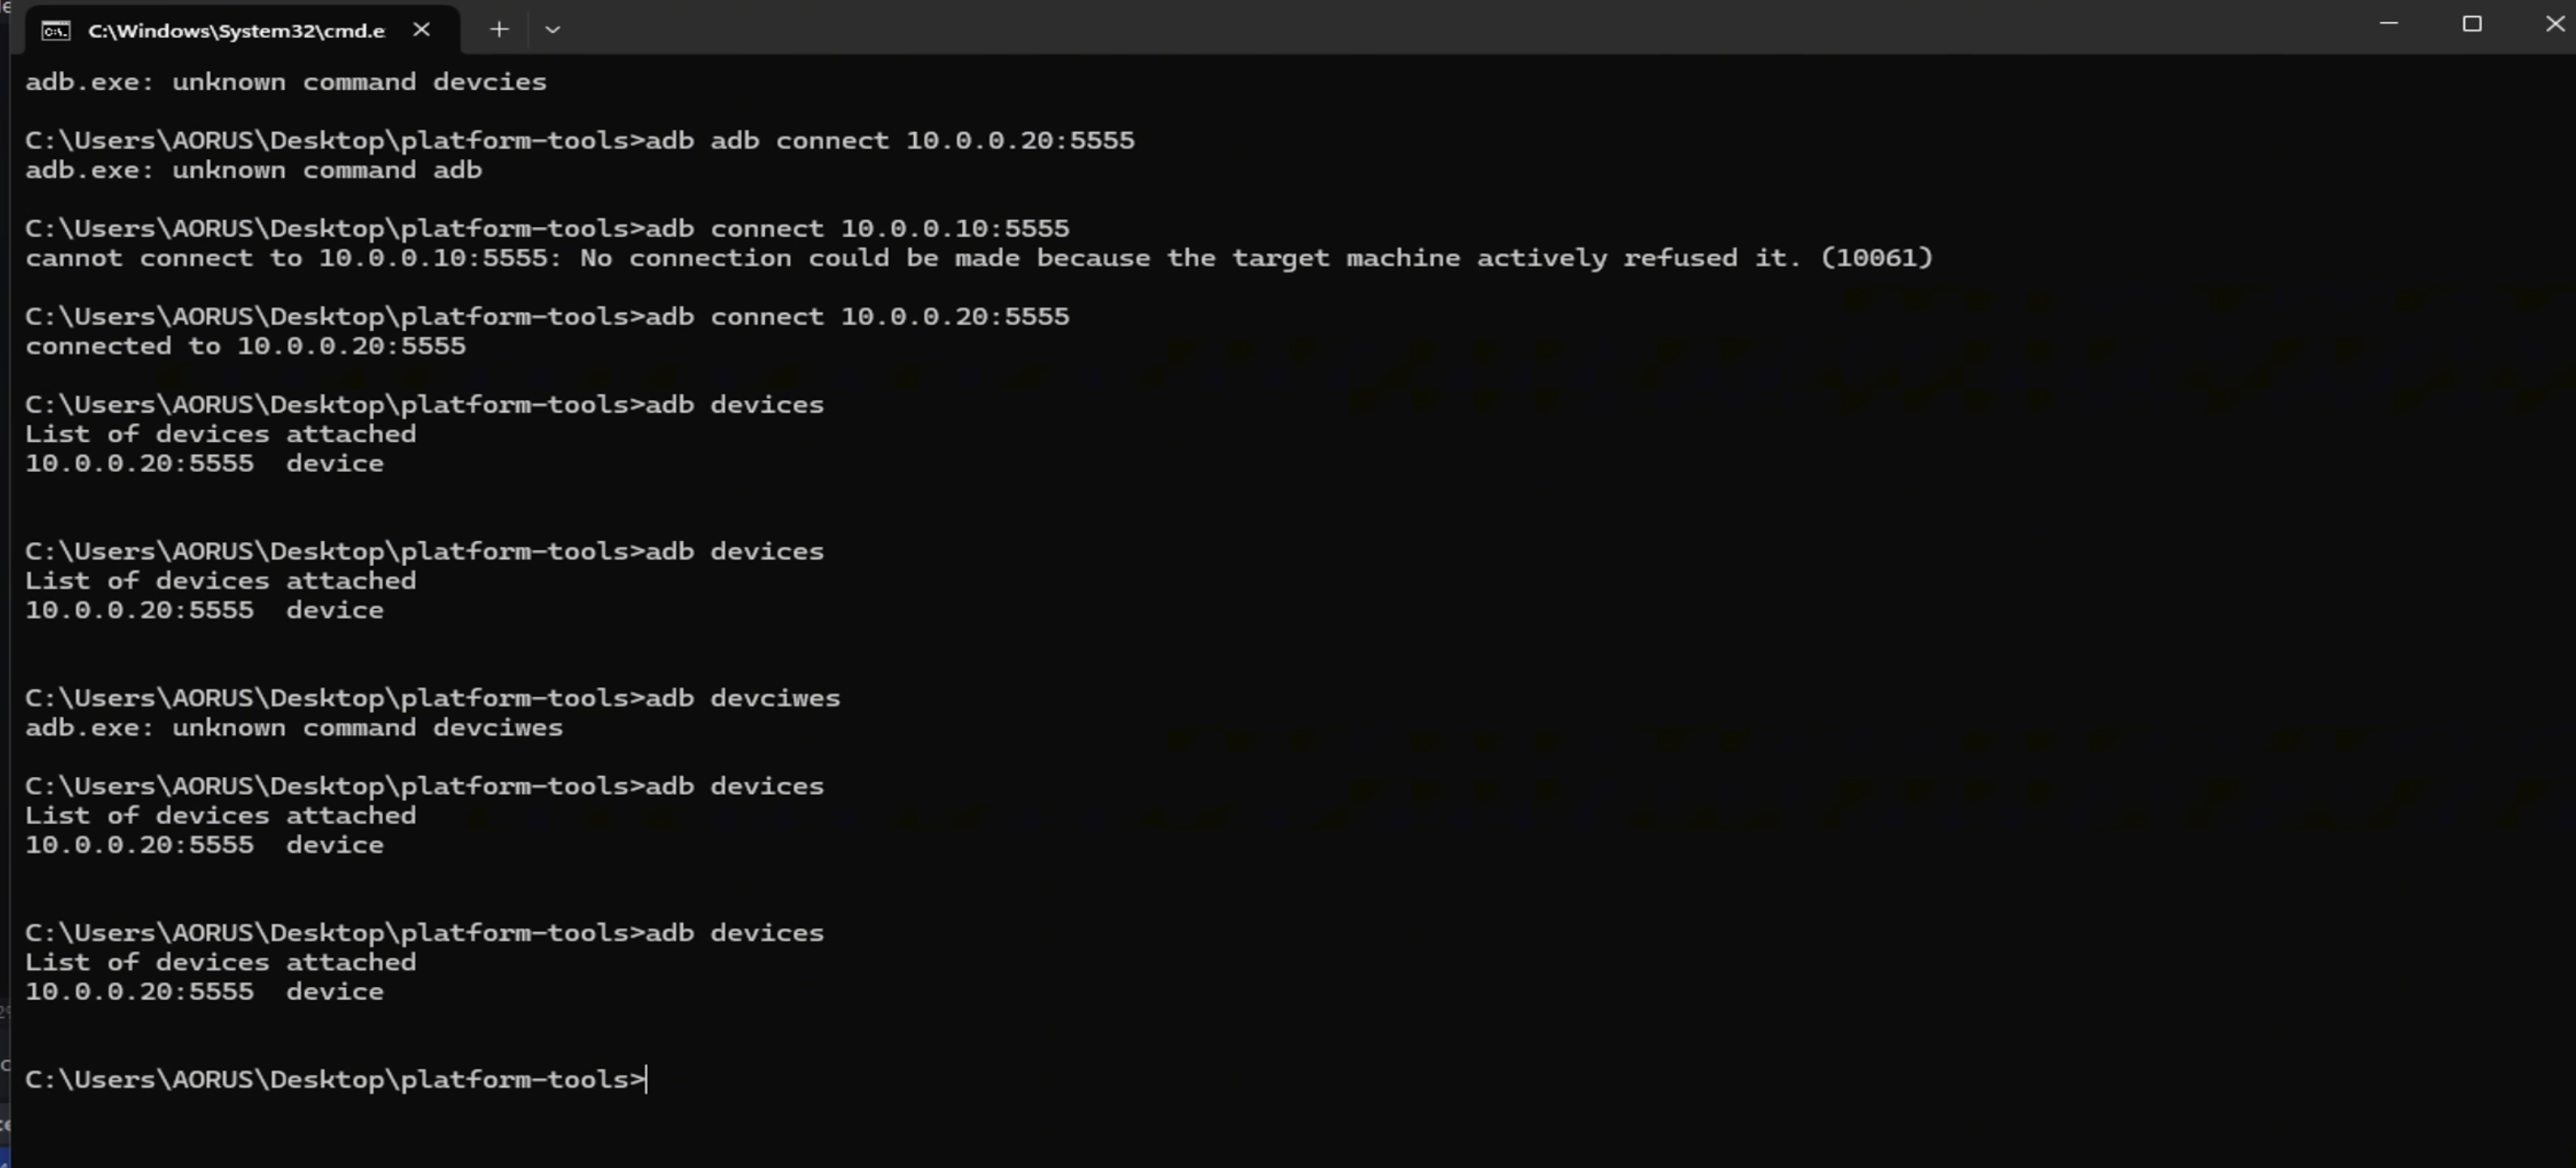 C:\Windows\System32\cmd.e
adb.exe: unknown command devcies
C:\Users\AORUS\Desktop\platform-tools>adb adb connect 10.0.0.20:5555
adb.exe: unknown command adb
C:\Users\AORUS\Desktop\platform-tools>adb connect 10.0.0.10:5555
cannot connect to 10.0.0.10:5555: No connection could be made because the target machine actively refused it. (10061)
C:\Users\AORUS\Desktop\platform-tools>adb connect 10.0.0.20:5555
connected to 10.0.0.20:5555
C:\Users\AORUS\Desktop\platform-tools>adb devices
List of devices attached
10.0.0.20:5555  device
C:\Users\AORUS\Desktop\platform-tools>adb devices
List of devices attached
10.0.0.20:5555  device
C:\Users\AORUS\Desktop\platform-tools>adb devciwes
adb.exe: unknown command devciwes
C:\Users\AORUS\Desktop\platform-tools>adb devices
List of devices attached
10.0.0.20:5555  device
C:\Users\AORUS\Desktop\platform-tools>adb devices
List of devices attached
10.0.0.20:5555  device
C:\Users\AORUS\Desktop\platform-tools>